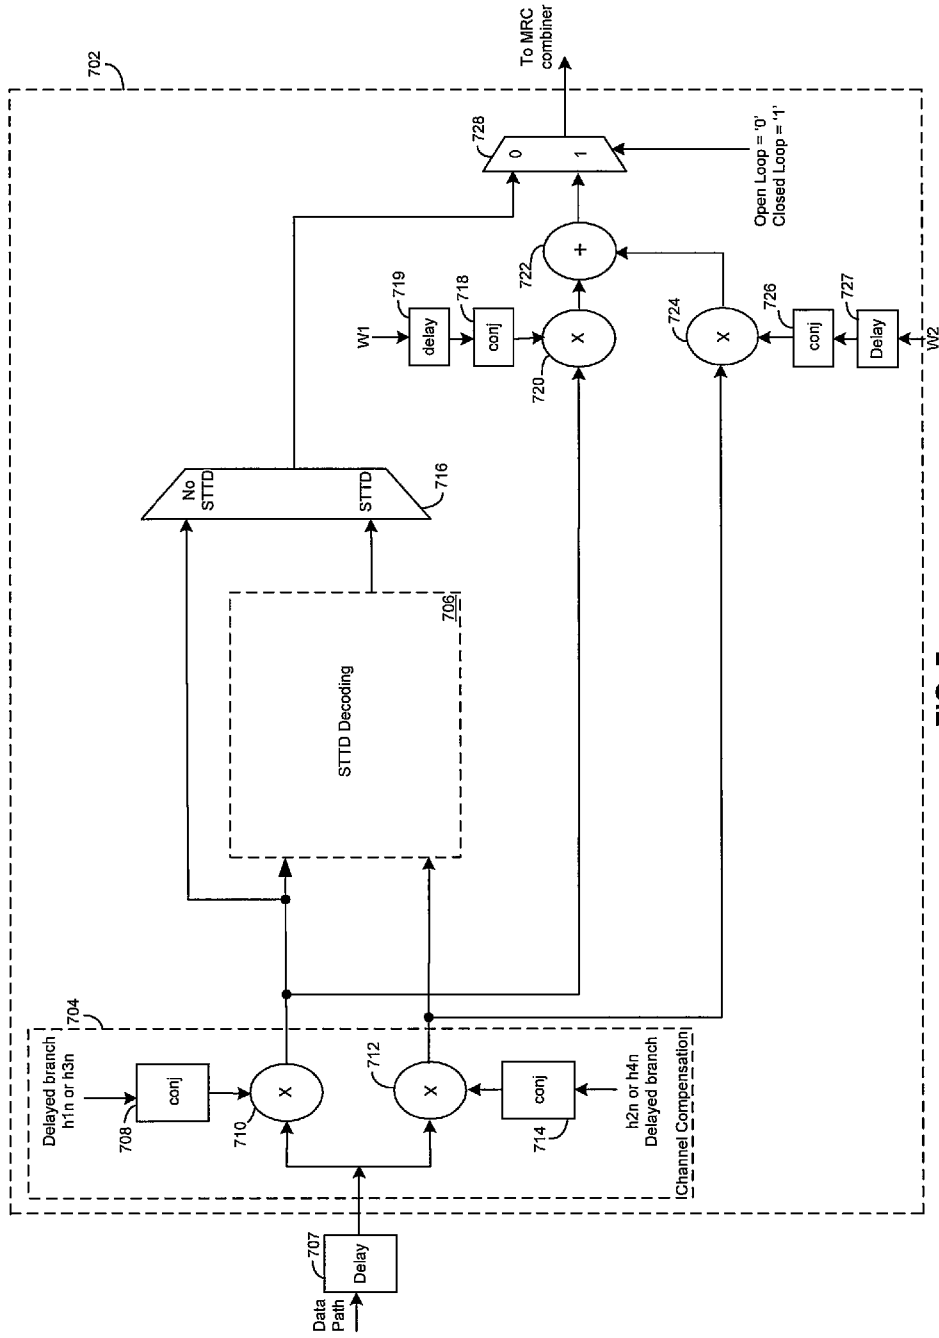 702
To MRC
combiner
728
0
1
Open Loop = '0'
Closed Loop = '1'
719
W1
delay
718
conj
722
+
720
X
724
X
726
conj
727
Delay
W2
No
STTD
STTD
716
STTD Decoding
706
704
Delayed branch
h1n or h3n
conj
708
710
X
712
X
conj
714
h2n or h4n
Delayed branch
Channel Compensation
707
Delay
Data
Path